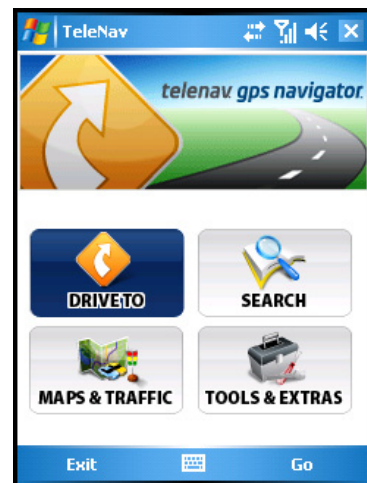 TeleNav
telenav gps navigator
DRIVE TO
SEARCH
MAPS & TRAFFIC
TOOLS & EXTRAS
Exit
Go